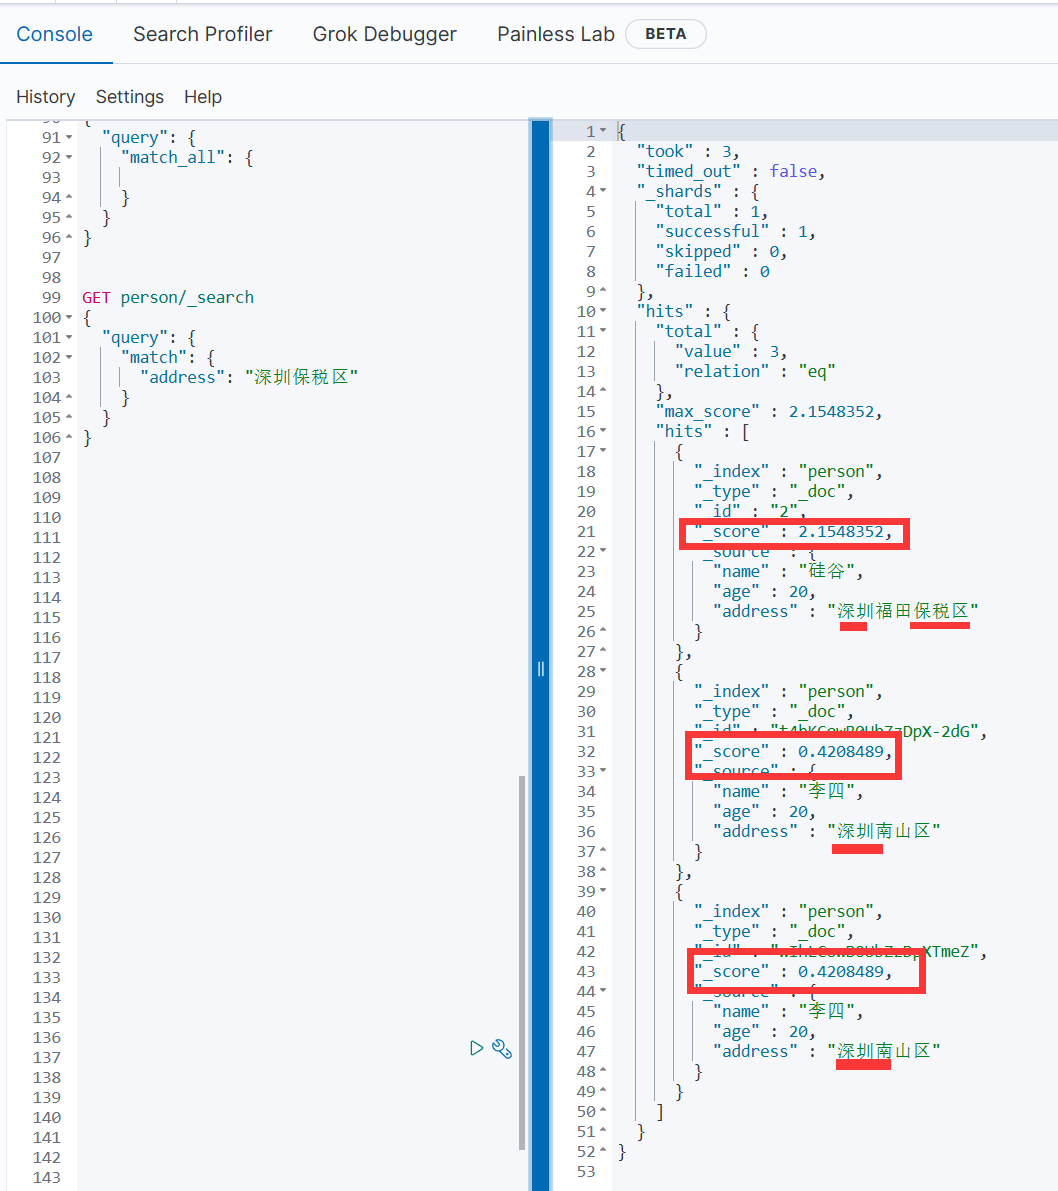 Console Search Profiler Grok Debugger Painless Lab BETA
History Settings Help
91 "query": {
92 "match_all": {
93
94 }
95 }
96 }
97
98
99 GET person/_search
100 {
101 "query": {
102 "match": {
103 "address": "深圳保税区"
104 }
105 }
106 }
107
108
109
110
111
112
113
114
115
116
117
118
119
120
121
122
123
124
125
126
127
128
129
130
131
132
133
134
135
136
137
138
139
140
141
142
143
1 {
2 "took" : 3,
3 "timed_out" : false,
4 "_shards" : {
5 "total" : 1,
6 "successful" : 1,
7 "skipped" : 0,
8 "failed" : 0
9 },
10 "hits" : {
11 "total" : {
12 "value" : 3,
13 "relation" : "eq"
14 },
15 "max_score" : 2.1548352,
16 "hits" : [
17 {
18 "_index" : "person",
19 "_type" : "_doc",
20 "_id" : "2",
21 "_score" : 2.1548352,
22 "_source" : {
23 "name" : "硅谷",
24 "age" : 20,
25 "address" : "深圳福田保税区"
26 }
27 },
28 {
29 "_index" : "person",
30 "_type" : "_doc",
31 "_id" :
32 "_score" : 0.4208489,
33 "_source" : {
34 "name" : "李四",
35 "age" : 20,
36 "address" : "深圳南山区"
37 }
38 },
39 {
40 "_index" : "person",
41 "_type" : "_doc",
42 "_id" :
43 "_score" : 0.4208489,
44 "_source" : {
45 "name" : "李四",
46 "age" : 20,
47 "address" : "深圳南山区"
48 }
49 }
50 ]
51 }
52 }
53